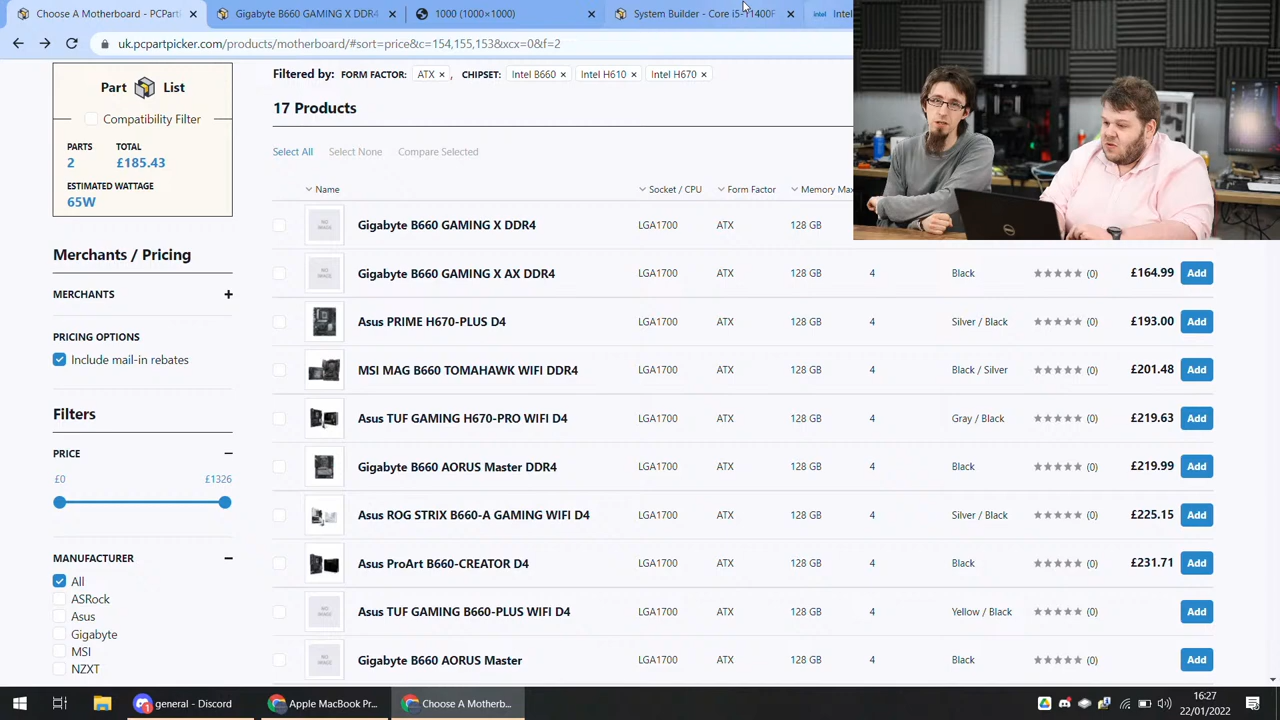 Choose A Motherboard - PCPart
Gigabyte B660 GAMING X DDR4
1000 (1000×1000)
System Builder - Core i5-11400F
intel
Intel
uk.pcpartpicker.com/products/motherboard/#sort=price&c=154,155,153&xcx=0&f=2
Part List
Compatibility Filter
PARTS TOTAL
2 £185.43
ESTIMATED WATTAGE
65W
Merchants / Pricing
MERCHANTS
PRICING OPTIONS
Include mail-in rebates
Filters
PRICE
£0 £1326
MANUFACTURER
All
ASRock
Asus
Gigabyte
MSI
NZXT
Filtered by: FORM FACTOR: ATX ×, CHIPSET: Intel B660 × Intel H610 × Intel H670 ×
17 Products
Select All Select None Compare Selected
Name Socket / CPU Form Factor Memory Max
Gigabyte B660 GAMING X DDR4 LGA1700 ATX 128 GB
Gigabyte B660 GAMING X AX DDR4 LGA1700 ATX 128 GB 4 Black (0) £164.99 Add
Asus PRIME H670-PLUS D4 LGA1700 ATX 128 GB 4 Silver / Black (0) £193.00 Add
MSI MAG B660 TOMAHAWK WIFI DDR4 LGA1700 ATX 128 GB 4 Black / Silver (0) £201.48 Add
Asus TUF GAMING H670-PRO WIFI D4 LGA1700 ATX 128 GB 4 Gray / Black (0) £219.63 Add
Gigabyte B660 AORUS Master DDR4 LGA1700 ATX 128 GB 4 Black (0) £219.99 Add
Asus ROG STRIX B660-A GAMING WIFI D4 LGA1700 ATX 128 GB 4 Silver / Black (0) £225.15 Add
Asus ProArt B660-CREATOR D4 LGA1700 ATX 128 GB 4 Black (0) £231.71 Add
Asus TUF GAMING B660-PLUS WIFI D4 LGA1700 ATX 128 GB 4 Yellow / Black (0) Add
Gigabyte B660 AORUS Master LGA1700 ATX 128 GB 4 Black (0) Add
general - Discord
Apple MacBook P
Choose A Motherb...
16:27
22/01/2022